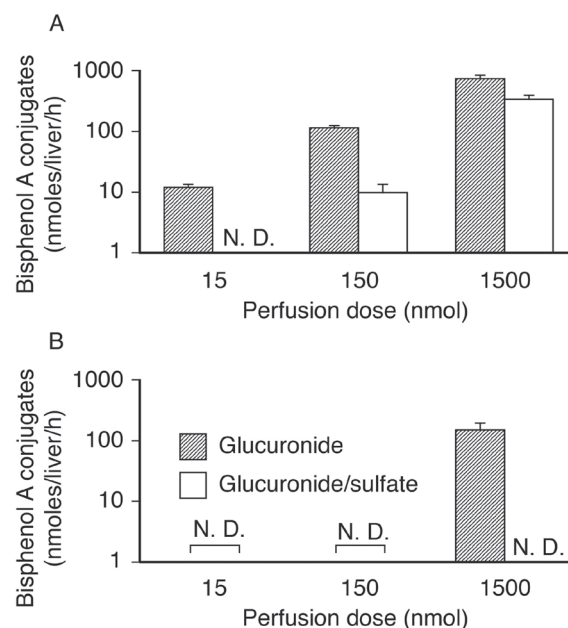 A
Bisphenol A conjugates
(nmoles/liver/h)
1000
100
10
1
N. D.
15 150 1500
Perfusion dose (nmol)
B
Bisphenol A conjugates
(nmoles/liver/h)
1000
100
10
1
Glucuronide
Glucuronide/sulfate
N. D. N. D. N. D.
15 150 1500
Perfusion dose (nmol)